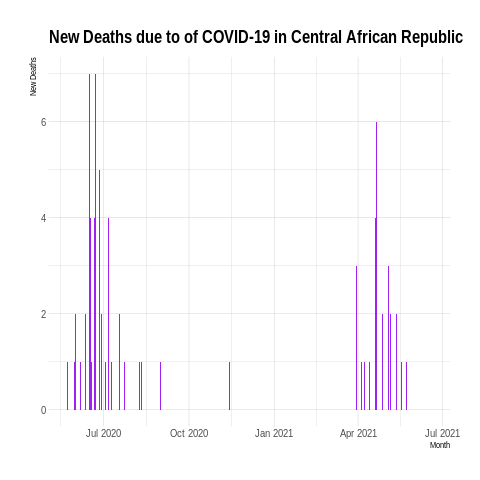 New Deaths due to of COVID-19 in Central African Republic
New Deaths
6
4
2
0
Jul 2020 Oct 2020 Jan 2021 Apr 2021 Jul 2021
Month